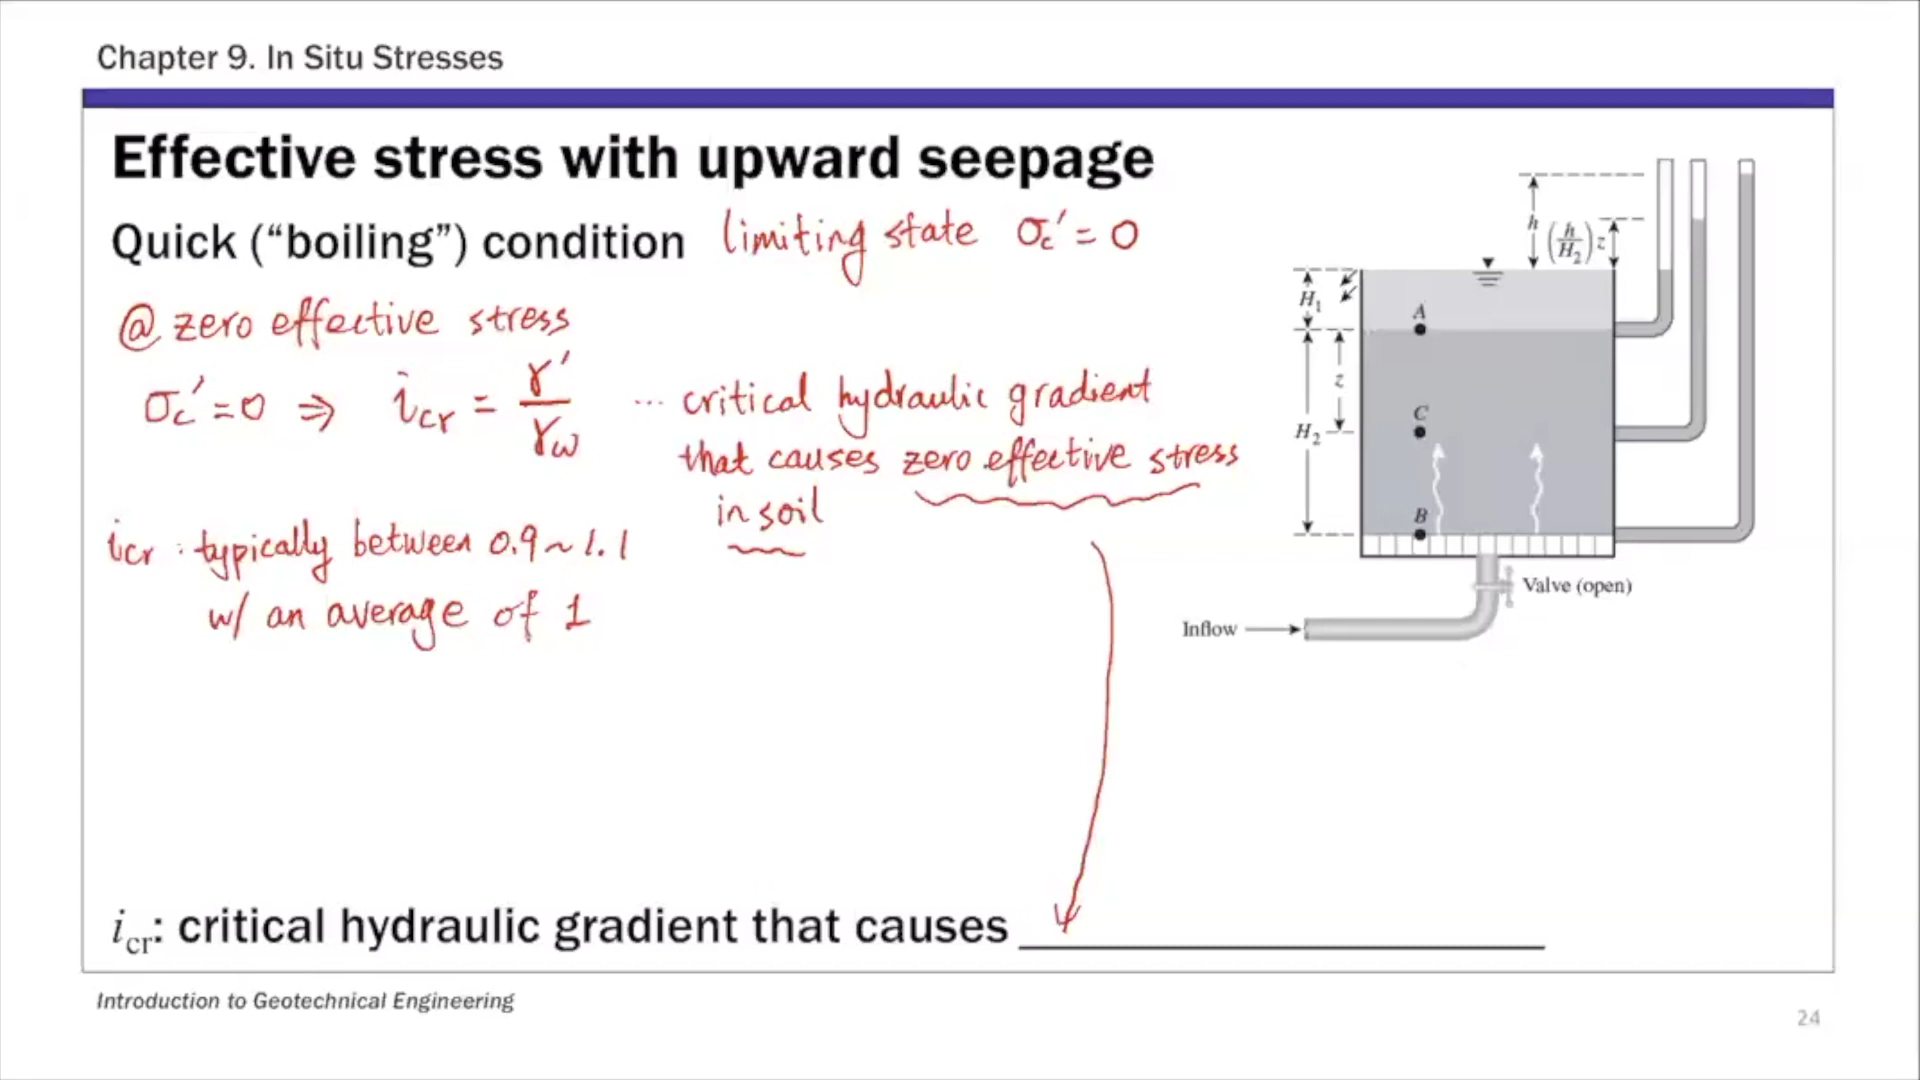 Chapter 9. In Situ Stresses
Effective stress with upward seepage
Quick (“boiling”) condition limiting state σc′ = 0
@ zero effective stress
σc′ = 0 ⇒ icr = γ′/γw ... critical hydraulic gradient
that causes zero effective stress
in soil
icr : typically between 0.9 ~ 1.1
w/ an average of 1
h
(h/H2) z
H1
A
z
C
H2
B
Valve (open)
Inflow
icr: critical hydraulic gradient that causes
Introduction to Geotechnical Engineering
24